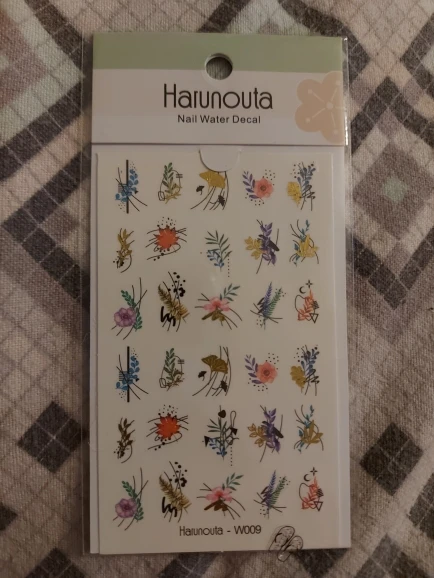 Harunouta
Nail Water Decal
Harunouta - W009